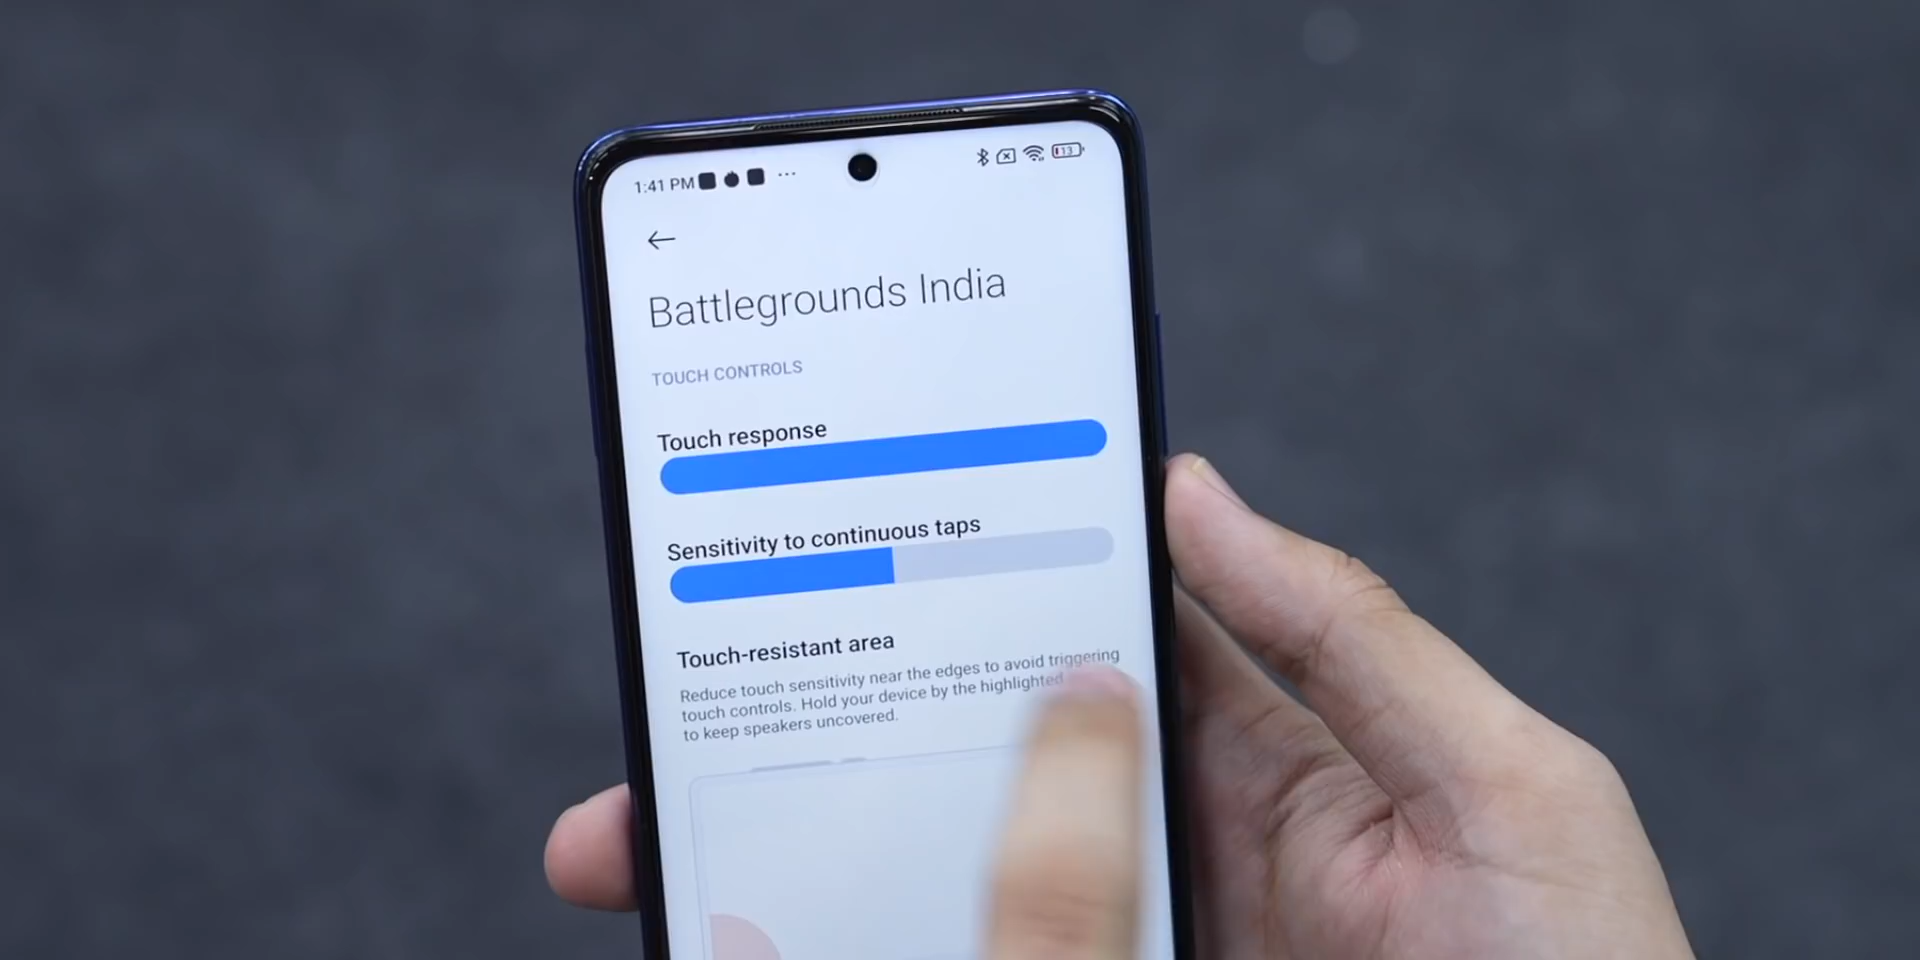 1:41 PM ... 13
Battlegrounds India
TOUCH CONTROLS
Touch response
Sensitivity to continuous taps
Touch-resistant area
Reduce touch sensitivity near the edges to avoid triggering
touch controls. Hold your device by the highlighted
to keep speakers uncovered.